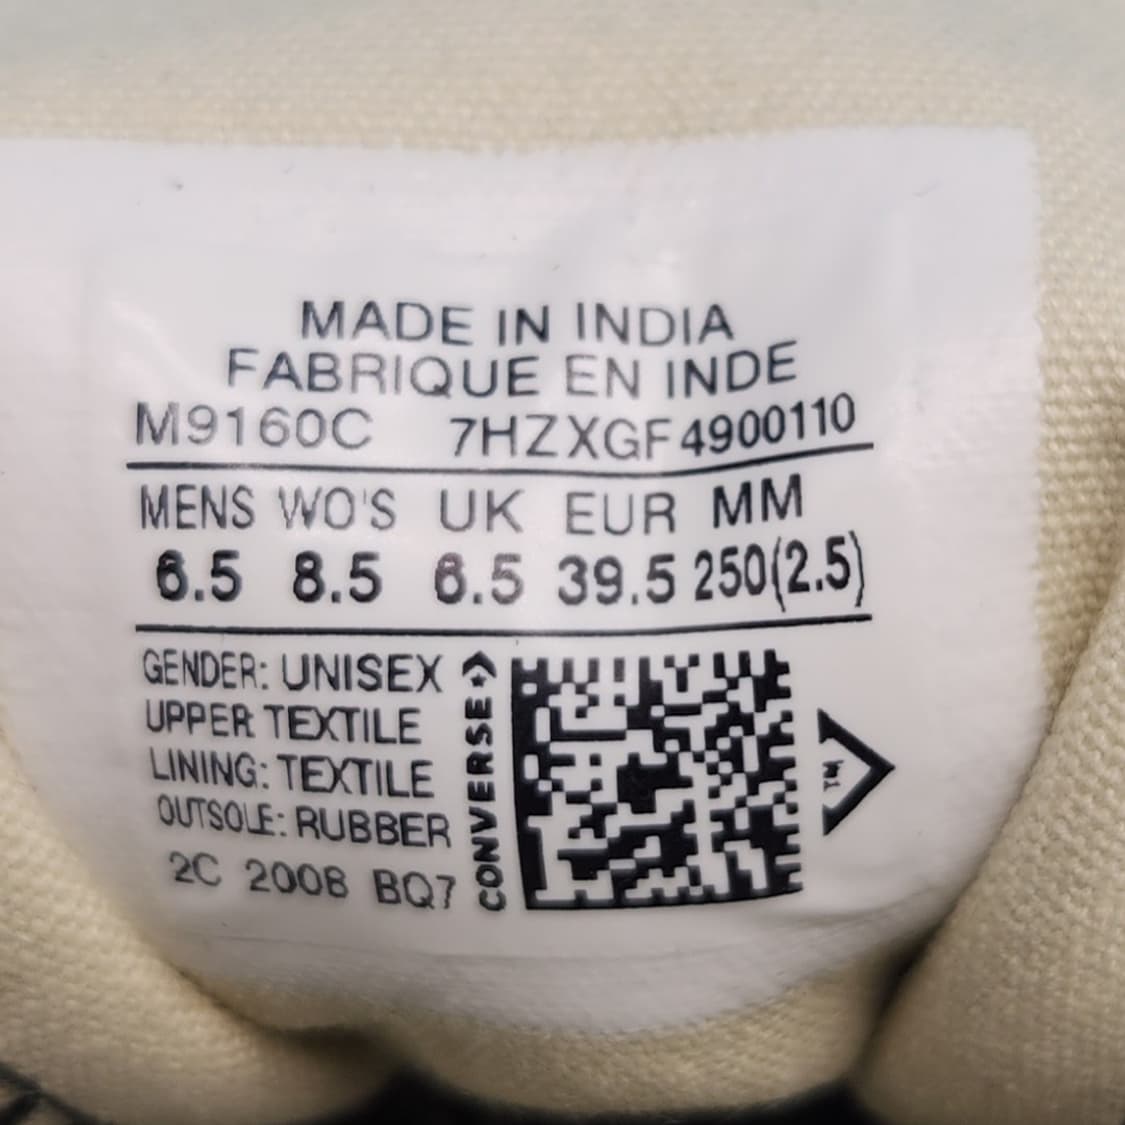 MADE IN INDIA
FABRIQUE EN INDE
M9160C 7HZXGF4900110
MENS WO'S UK EUR MM
6.5 8.5 6.5 39.5 250(2.5)
GENDER: UNISEX
UPPER TEXTILE
LINING: TEXTILE
OUTSOLE: RUBBER
2C 2008 BQ7
CONVERSE